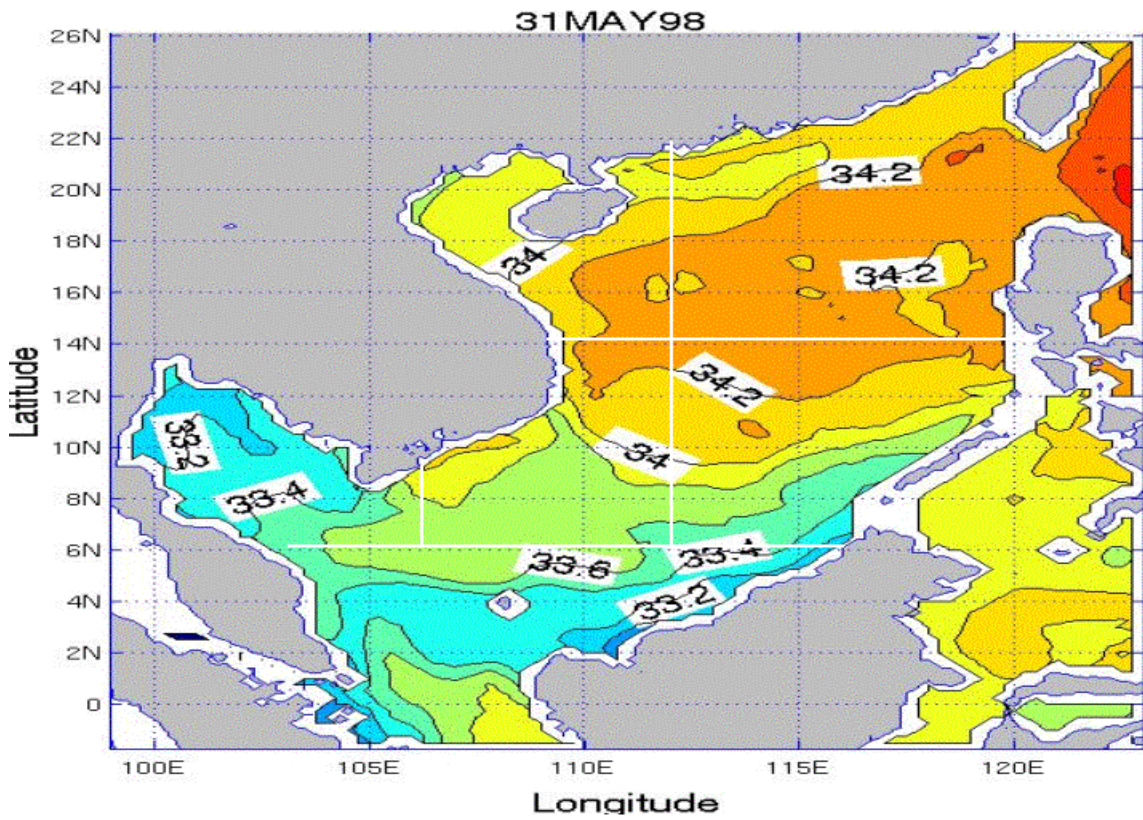 31MAY98
26N
24N
22N
20N
18N
16N
14N
12N
10N
8N
6N
4N
2N
0
Latitude
34.2
34
34.2
34.2
34
33.2
33.4
33.6
33.4
33.2
100E 105E 110E 115E 120E
Longitude